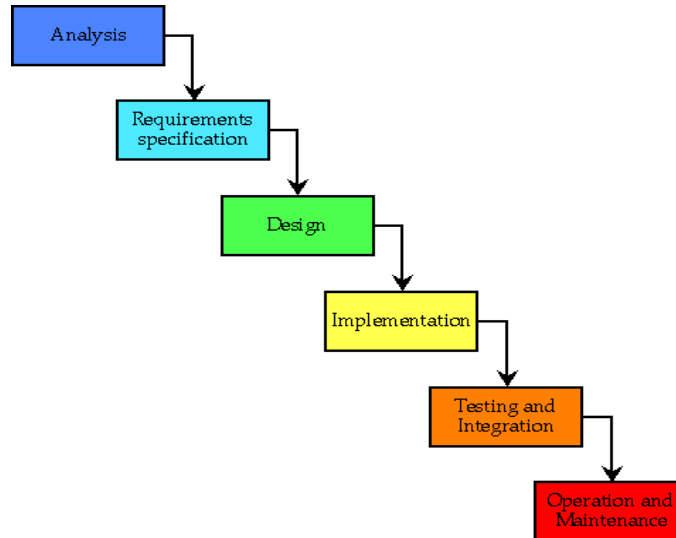 Analysis
Requirements
specification
Design
Implementation
Testing and
Integration
Operation and
Maintenance